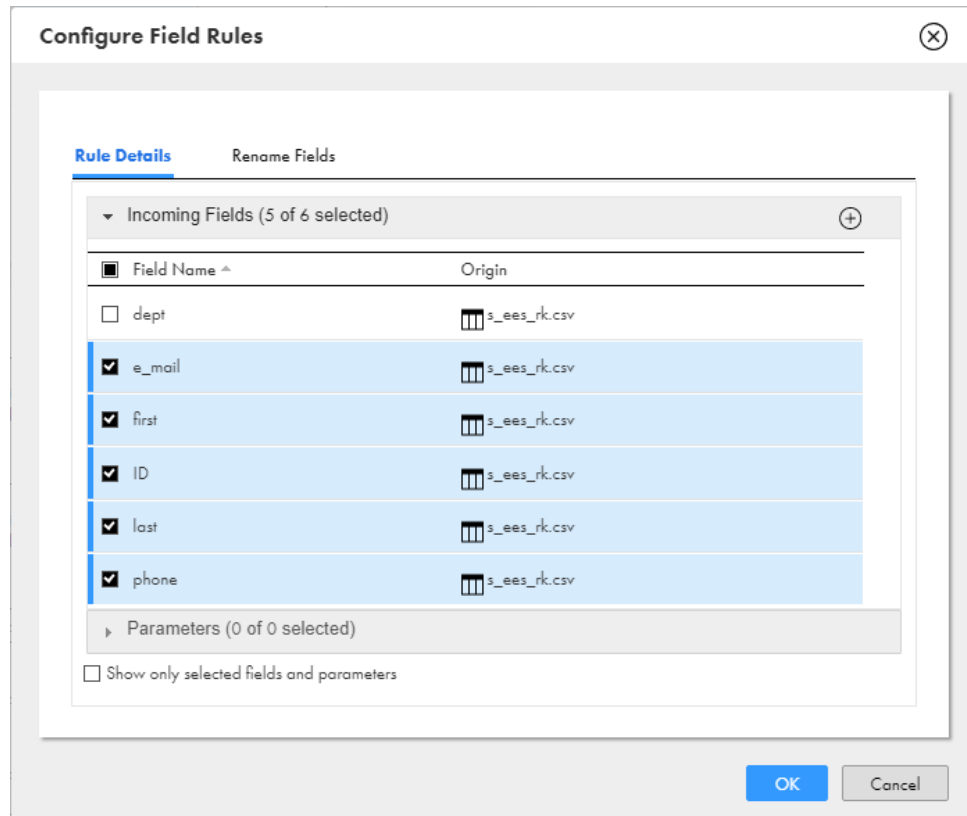 Configure Field Rules
Rule Details Rename Fields
Incoming Fields (5 of 6 selected)
Field Name Origin
dept s_ees_rk.csv
e_mail s_ees_rk.csv
first s_ees_rk.csv
ID s_ees_rk.csv
last s_ees_rk.csv
phone s_ees_rk.csv
Parameters (0 of 0 selected)
Show only selected fields and parameters
OK Cancel